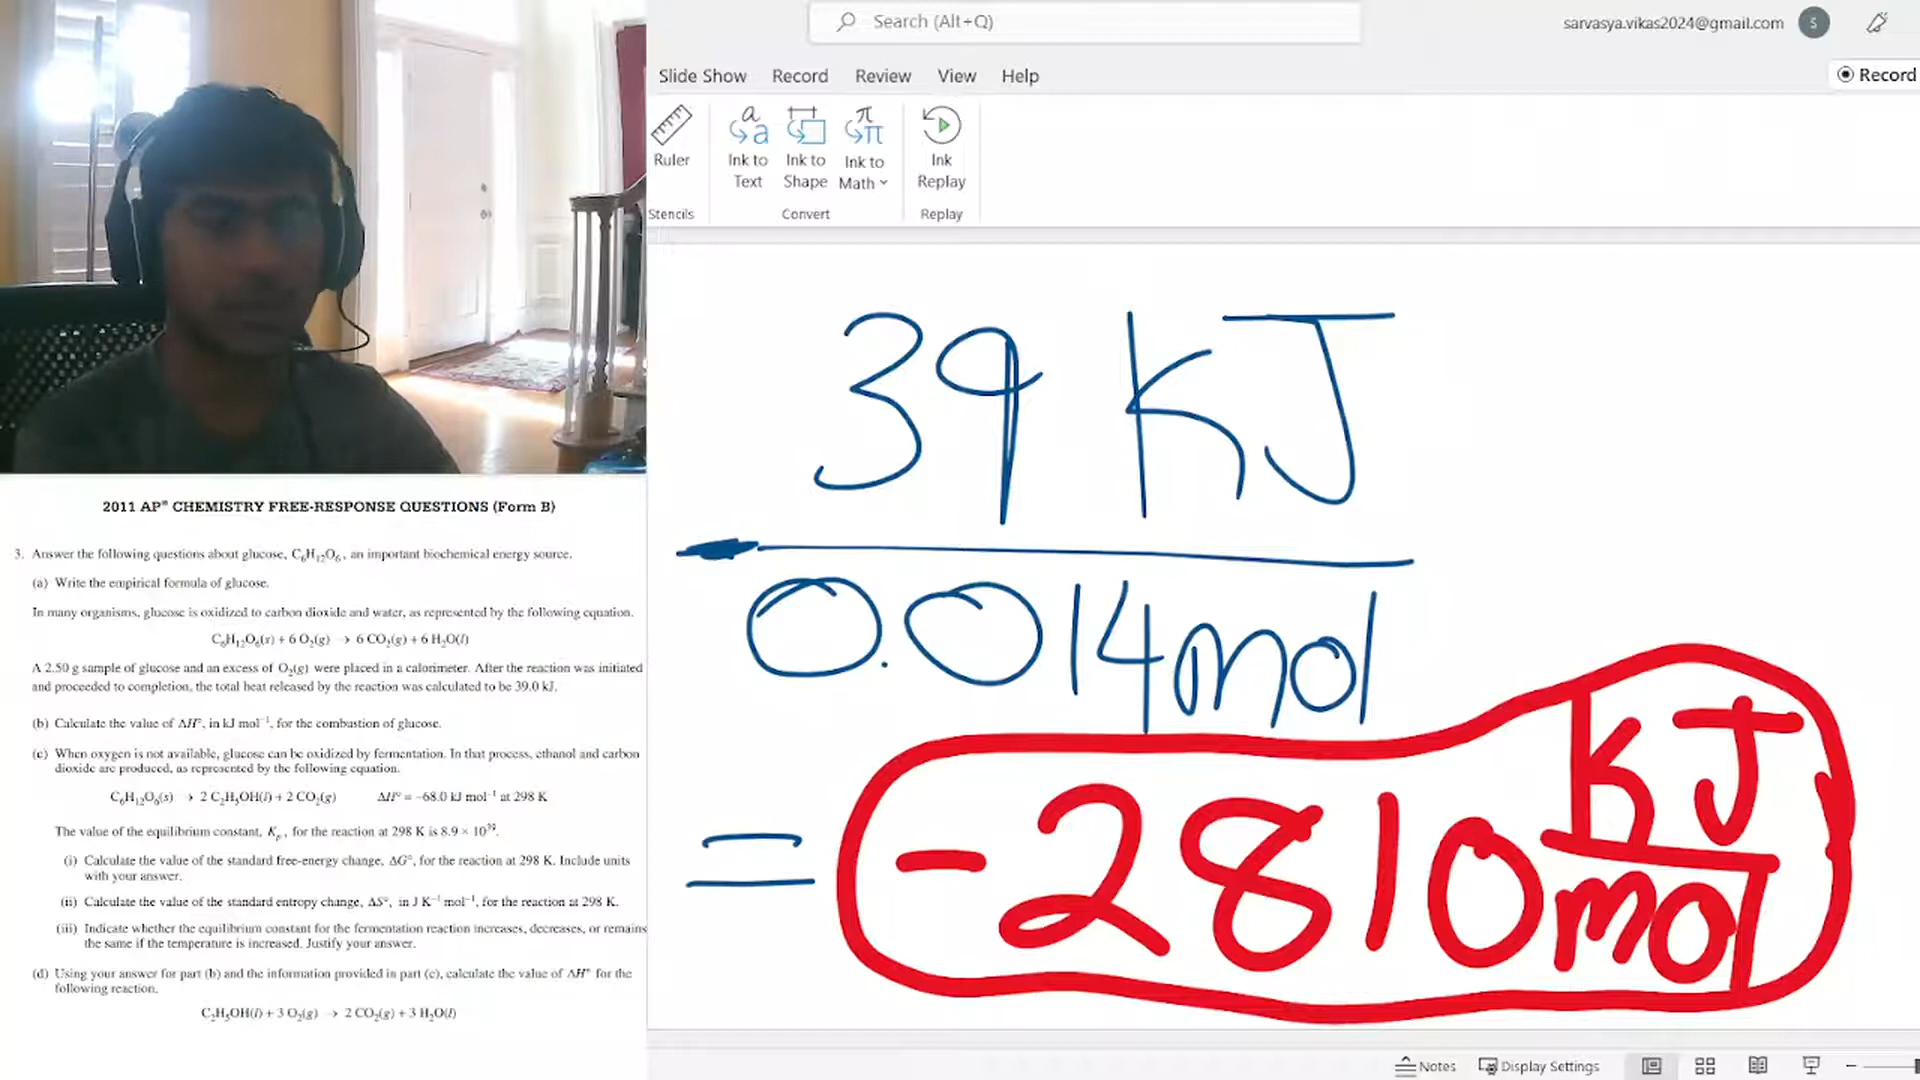 Search (Alt+Q)
sarvasya.vikas2024@gmail.com
S
Slide Show Record Review View Help
Record
Ruler
Ink to Text
Ink to Shape
Ink to Math
Ink Replay
Stencils
Convert
Replay
39 KJ
0.014mol
= -2810 KJ
mol
2011 AP® CHEMISTRY FREE-RESPONSE QUESTIONS (Form B)
3. Answer the following questions about glucose, C₆H₁₂O₆, an important biochemical energy source.
(a) Write the empirical formula of glucose.
In many organisms, glucose is oxidized to carbon dioxide and water, as represented by the following equation.
C₆H₁₂O₆(s) + 6 O₂(g) → 6 CO₂(g) + 6 H₂O(l)
A 2.50 g sample of glucose and an excess of O₂(g) were placed in a calorimeter. After the reaction was initiated
and proceeded to completion, the total heat released by the reaction was calculated to be 39.0 kJ.
(b) Calculate the value of ΔH°, in kJ mol⁻¹, for the combustion of glucose.
(c) When oxygen is not available, glucose can be oxidized by fermentation. In that process, ethanol and carbon
dioxide are produced, as represented by the following equation.
C₆H₁₂O₆(s) → 2 C₂H₅OH(l) + 2 CO₂(g) ΔH° = −68.0 kJ mol⁻¹ at 298 K
The value of the equilibrium constant, Kₚ, for the reaction at 298 K is 8.9 × 10³⁹.
(i) Calculate the value of the standard free-energy change, ΔG°, for the reaction at 298 K. Include units
with your answer.
(ii) Calculate the value of the standard entropy change, ΔS°, in J K⁻¹ mol⁻¹, for the reaction at 298 K.
(iii) Indicate whether the equilibrium constant for the fermentation reaction increases, decreases, or remains
the same if the temperature is increased. Justify your answer.
(d) Using your answer for part (b) and the information provided in part (c), calculate the value of ΔH° for the
following reaction.
C₂H₅OH(l) + 3 O₂(g) → 2 CO₂(g) + 3 H₂O(l)
Notes Display Settings